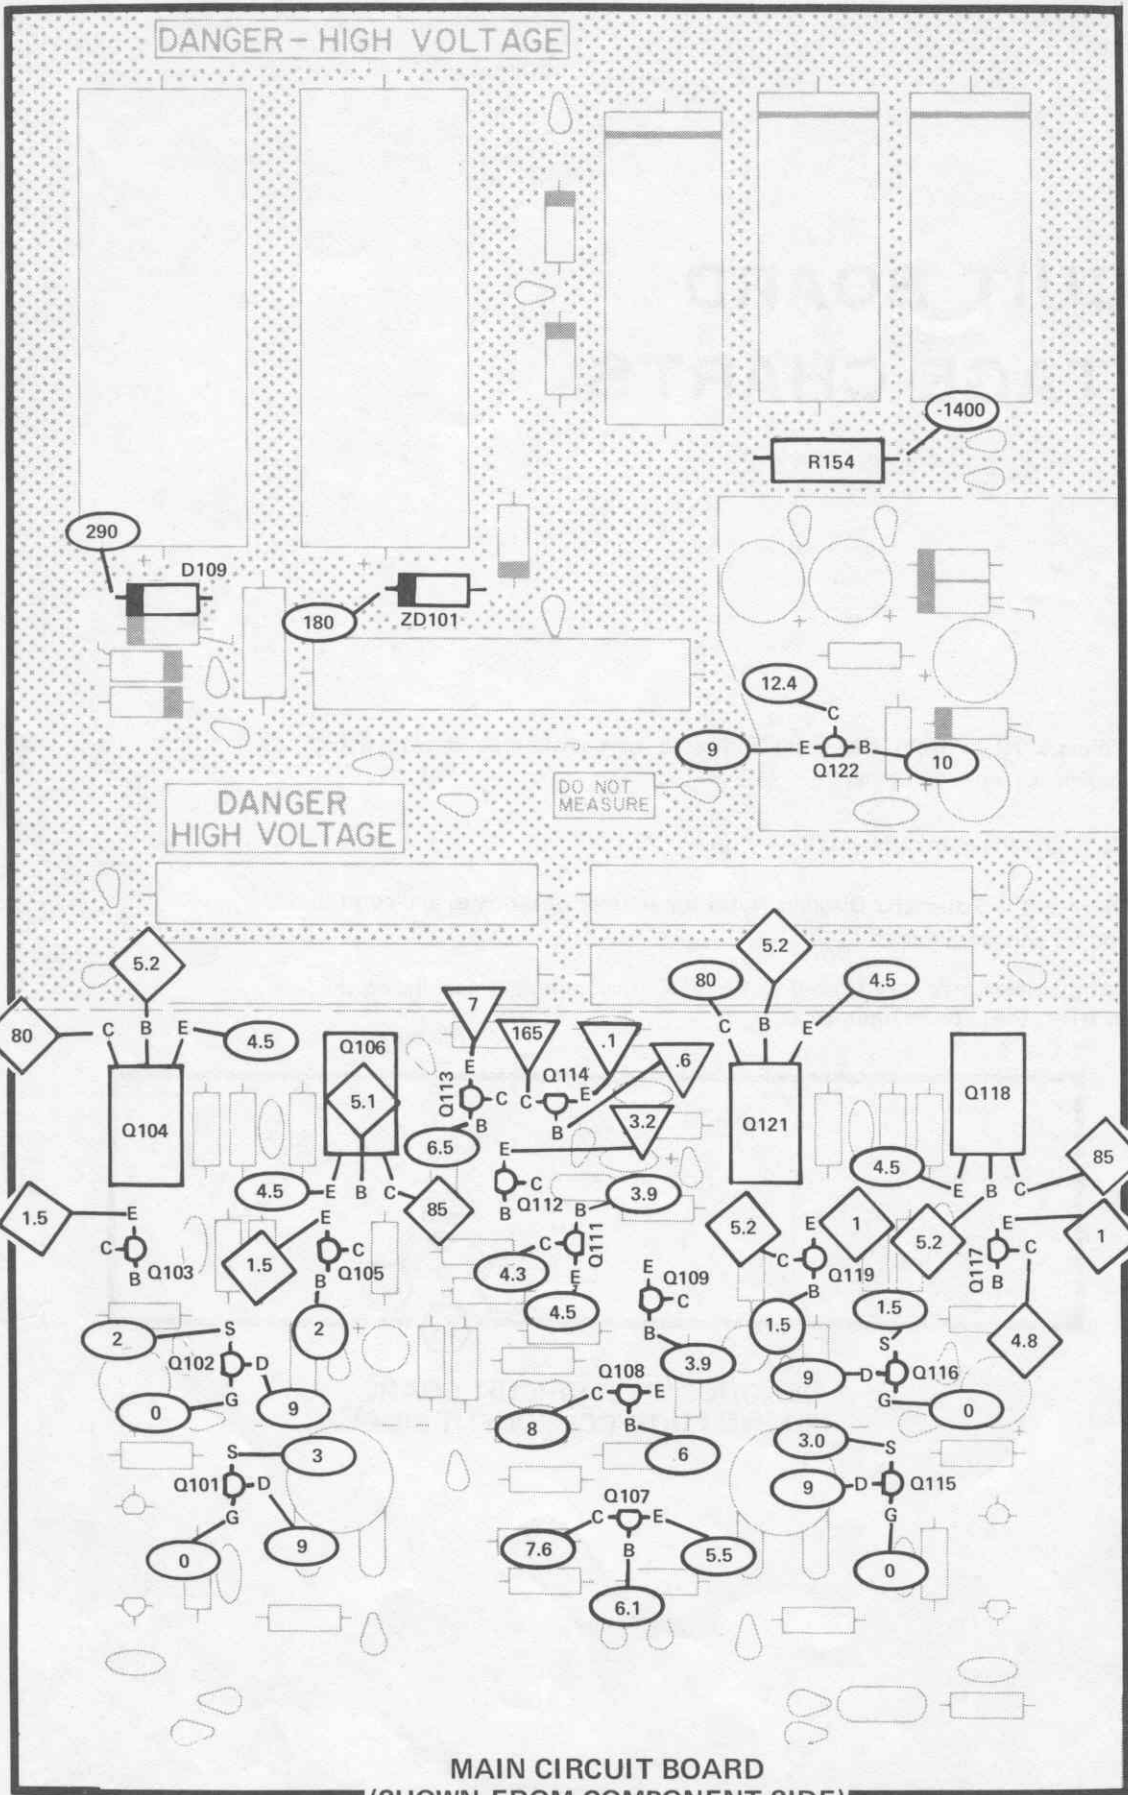 DANGER – HIGH VOLTAGE
-1400
R154
290
D109
180
ZD101
12.4
C
9
E
B
10
Q122
DO NOT
MEASURE
DANGER
HIGH VOLTAGE
5.2
80
C
B
E
4.5
Q104
Q106
5.1
4.5
E
B
C
85
7
165
.1
.6
Q113
E
C
B
6.5
Q114
C
E
B
3.2
E
C
B
Q112
80
5.2
4.5
C
B
E
Q121
Q118
4.5
E
B
C
85
5.2
1.5
E
C
B
Q103
1.5
E
C
B
Q105
2
3.9
B
4.3
C
E
4.5
Q111
E
Q109
C
B
3.9
5.2
E
1
C
Q119
B
1.5
Q117
E
1
C
B
4.8
2
S
Q102
D
G
0
9
Q108
C
E
8
B
.6
1.5
S
9
D
Q116
G
0
S
3
Q101
D
G
0
9
Q107
C
E
7.6
B
5.5
6.1
3.0
S
9
D
Q115
G
0
MAIN CIRCUIT BOARD
(SHOWN FROM COMPONENT SIDE)